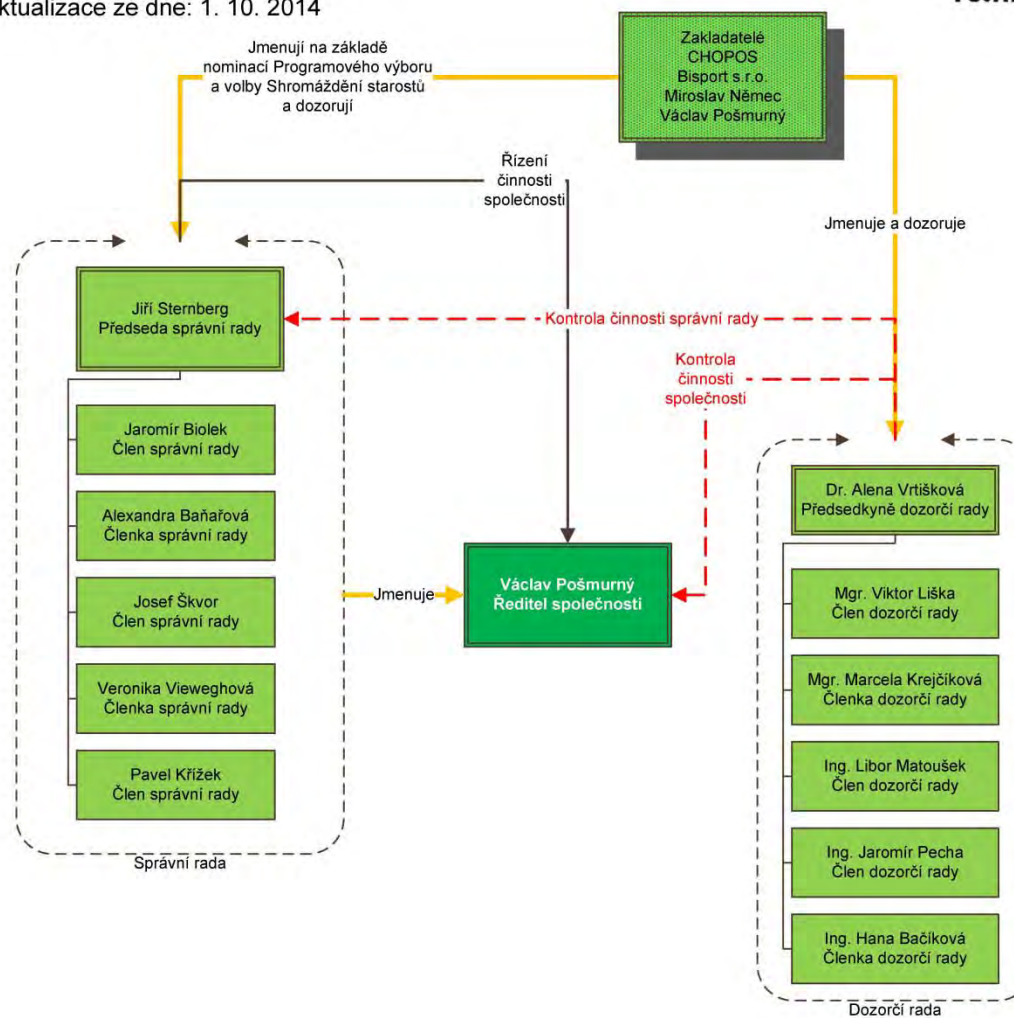 ktualizace ze dne: 1. 10. 2014
Jmenují na základě
nominací Programového výboru
a volby Shromáždění starostů
a dozorují
Zakladatelé
CHOPOS
Bisport s.r.o.
Miroslav Němec
Václav Pošmurný
Řízení
činnosti
společnosti
Jmenuje a dozoruje
Jiří Sternberg
Předseda správní rady
Kontrola činnosti správní rady
Kontrola
činnosti
společnosti
Jaromír Biolek
Člen správní rady
Alexandra Baňařová
Členka správní rady
Josef Škvor
Člen správní rady
Veronika Vieweghová
Členka správní rady
Pavel Křížek
Člen správní rady
Správní rada
Jmenuje
Václav Pošmurný
Ředitel společnosti
Dr. Alena Vrtišková
Předsedkyně dozorčí rady
Mgr. Viktor Liška
Člen dozorčí rady
Mgr. Marcela Krejčíková
Členka dozorčí rady
Ing. Libor Matoušek
Člen dozorčí rady
Ing. Jaromír Pecha
Člen dozorčí rady
Ing. Hana Bačíková
Členka dozorčí rady
Dozorčí rada